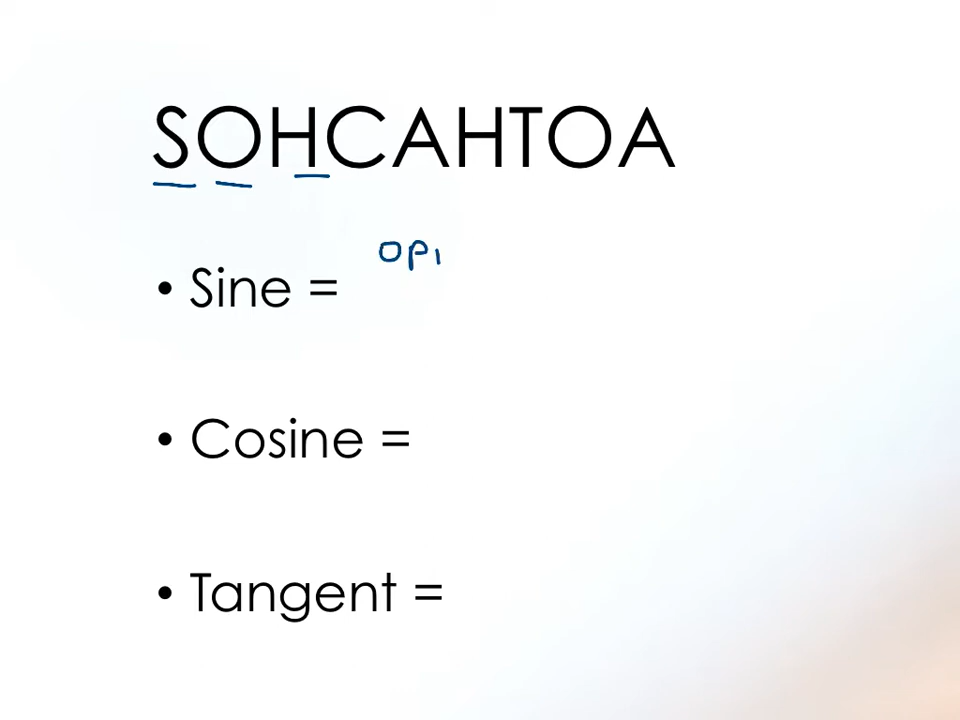 SOHCAHTOA
op
• Sine =
• Cosine =
• Tangent =